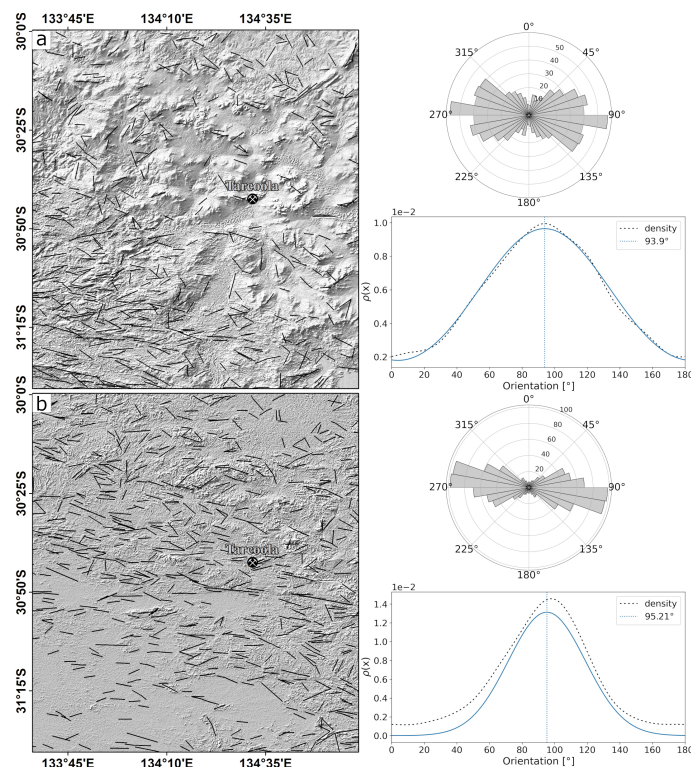 133°45'E 134°10'E 134°35'E
a
30°0'S
30°25'S
30°50'S
31°15'S
Tarcoola
0°
45°
90°
135°
180°
225°
270°
315°
10
20
30
40
50
1e−2
1.0
0.8
0.6
0.4
0.2
ρ(x)
density
93.9°
0 20 40 60 80 100 120 140 160 180
Orientation [°]
b
30°0'S
30°25'S
30°50'S
31°15'S
Tarcoola
133°45'E 134°10'E 134°35'E
0°
45°
90°
135°
180°
225°
270°
315°
20
40
60
80
100
1e−2
1.4
1.2
1.0
0.8
0.6
0.4
0.2
0.0
ρ(x)
density
95.21°
0 20 40 60 80 100 120 140 160 180
Orientation [°]